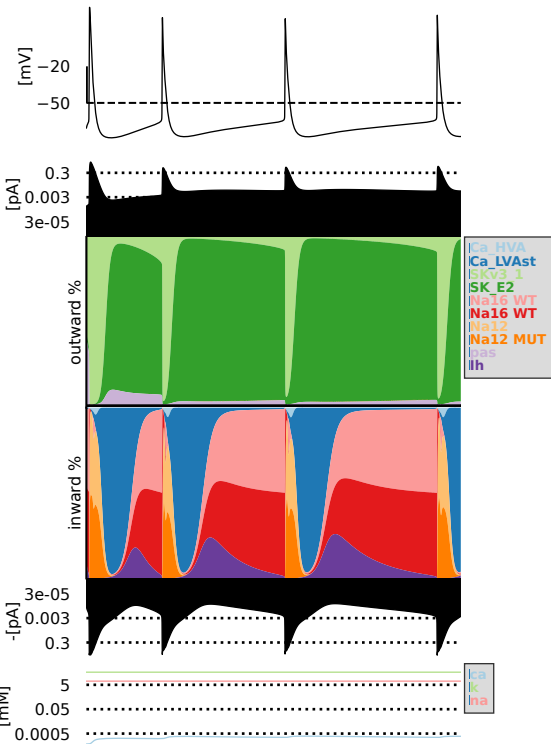 [mV]
−20
−50
[pA]
0.3
0.003
3e-05
outward %
Ca_HVA
Ca_LVAst
SKv3_1
SK_E2
Na16 WT
Na16 WT
Na12
Na12 MUT
pas
Ih
inward %
-[pA]
3e-05
0.003
0.3
[mM]
5
0.05
0.0005
ca
k
na